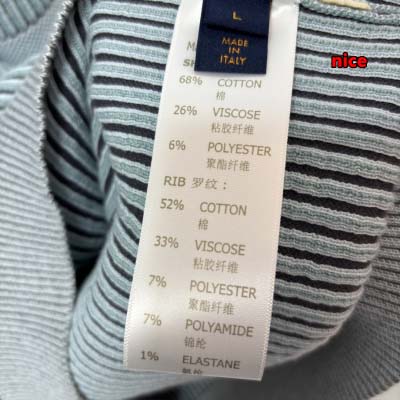 L
MADE IN
ITALY
nice
68% COTTON
棉
26% VISCOSE
粘胶纤维
6% POLYESTER
聚酯纤维
RIB 罗纹：
52% COTTON
棉
33% VISCOSE
粘胶纤维
7% POLYESTER
聚酯纤维
7% POLYAMIDE
锦纶
1% ELASTANE